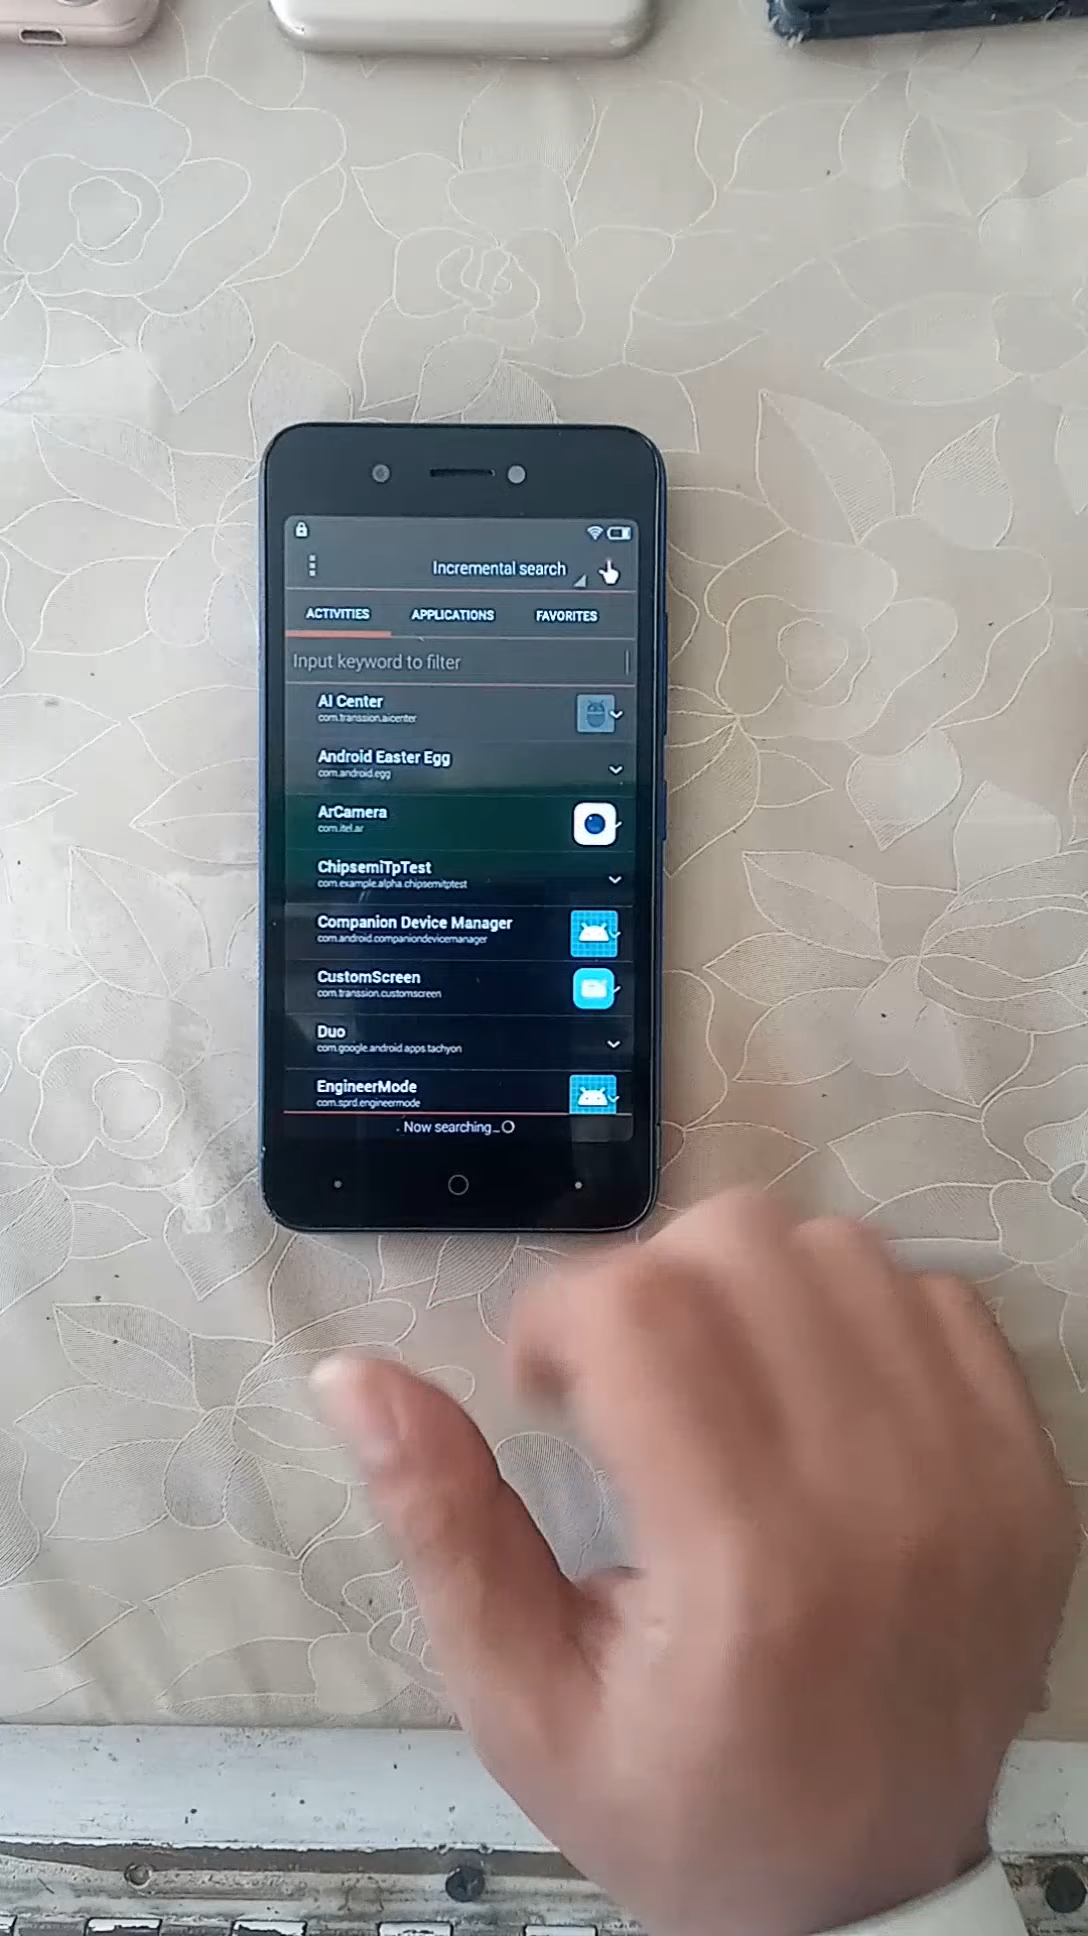 Incremental search
ACTIVITIES APPLICATIONS FAVORITES
Input keyword to filter
AI Center
com.transsion.aicenter
Android Easter Egg
com.android.egg
ArCamera
com.itel.ar
ChipsemiTpTest
com.example.alpha.chipsemitptest
Companion Device Manager
com.android.companiondevicemanager
CustomScreen
com.transsion.customscreen
Duo
com.google.android.apps.tachyon
EngineerMode
com.sprd.engineermode
Now searching...